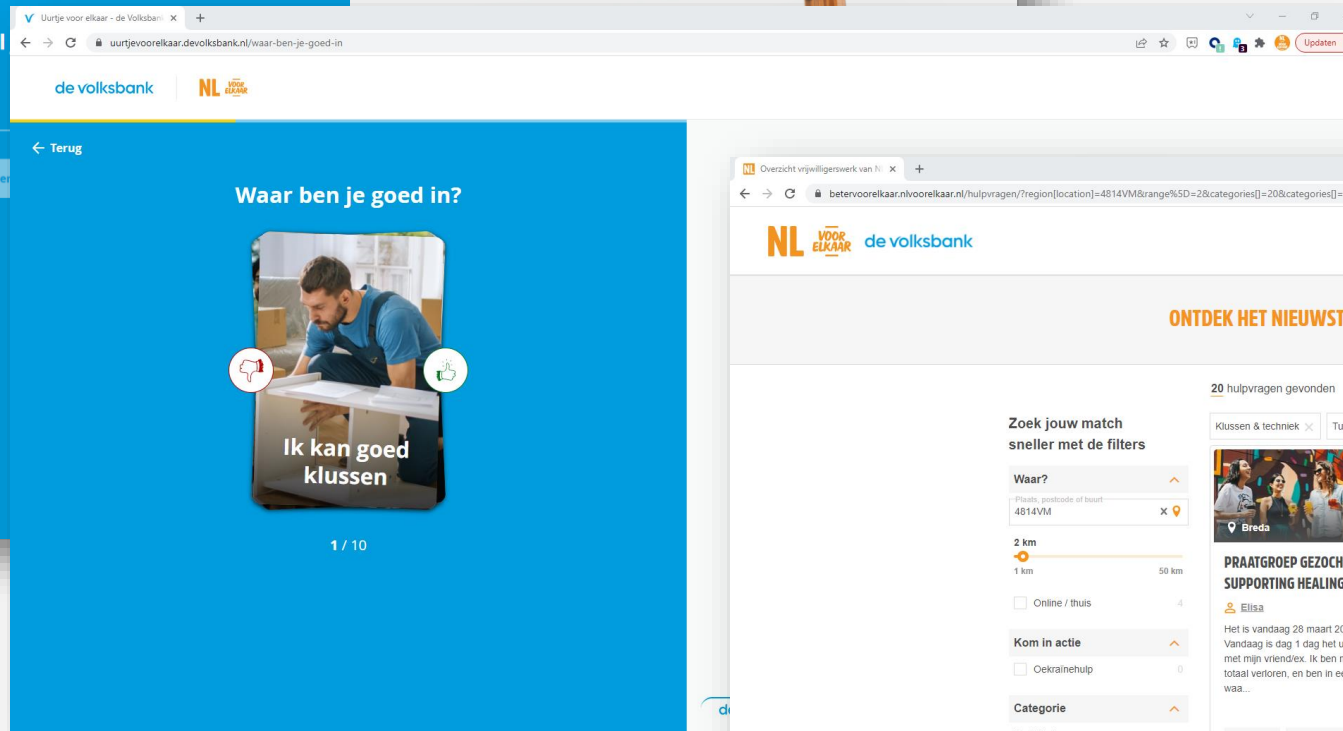 Uurtje voor elkaar - de Volksban
uurtjevoorelkaar.devolksbank.nl/waar-ben-je-goed-in
Updaten
de volksbank
NL VOOR ELKAAR
Terug
Waar ben je goed in?
Ik kan goed
klussen
1 / 10
Overzicht vrijwilligerswerk van N
betervoorelkaar.nlvoorelkaar.nl/hulpvragen/?region[location]=4814VM&range%5D=2&categories[]=20&categories[]=
NL VOOR ELKAAR de volksbank
ONTDEK HET NIEUWST
20 hulpvragen gevonden
Zoek jouw match
sneller met de filters
Klussen & techniek
Tu
Waar?
Plaats, postcode of buurt
4814VM
2 km
1 km 50 km
Online / thuis 4
Kom in actie
Oekraïnehulp 0
Categorie
Breda
PRAATGROEP GEZOCH
SUPPORTING HEALING
Elisa
Het is vandaag 28 maart 20
Vandaag is dag 1 dag het u
met mijn vriend/ex. Ik ben
totaal verloren, en ben in e
waa...